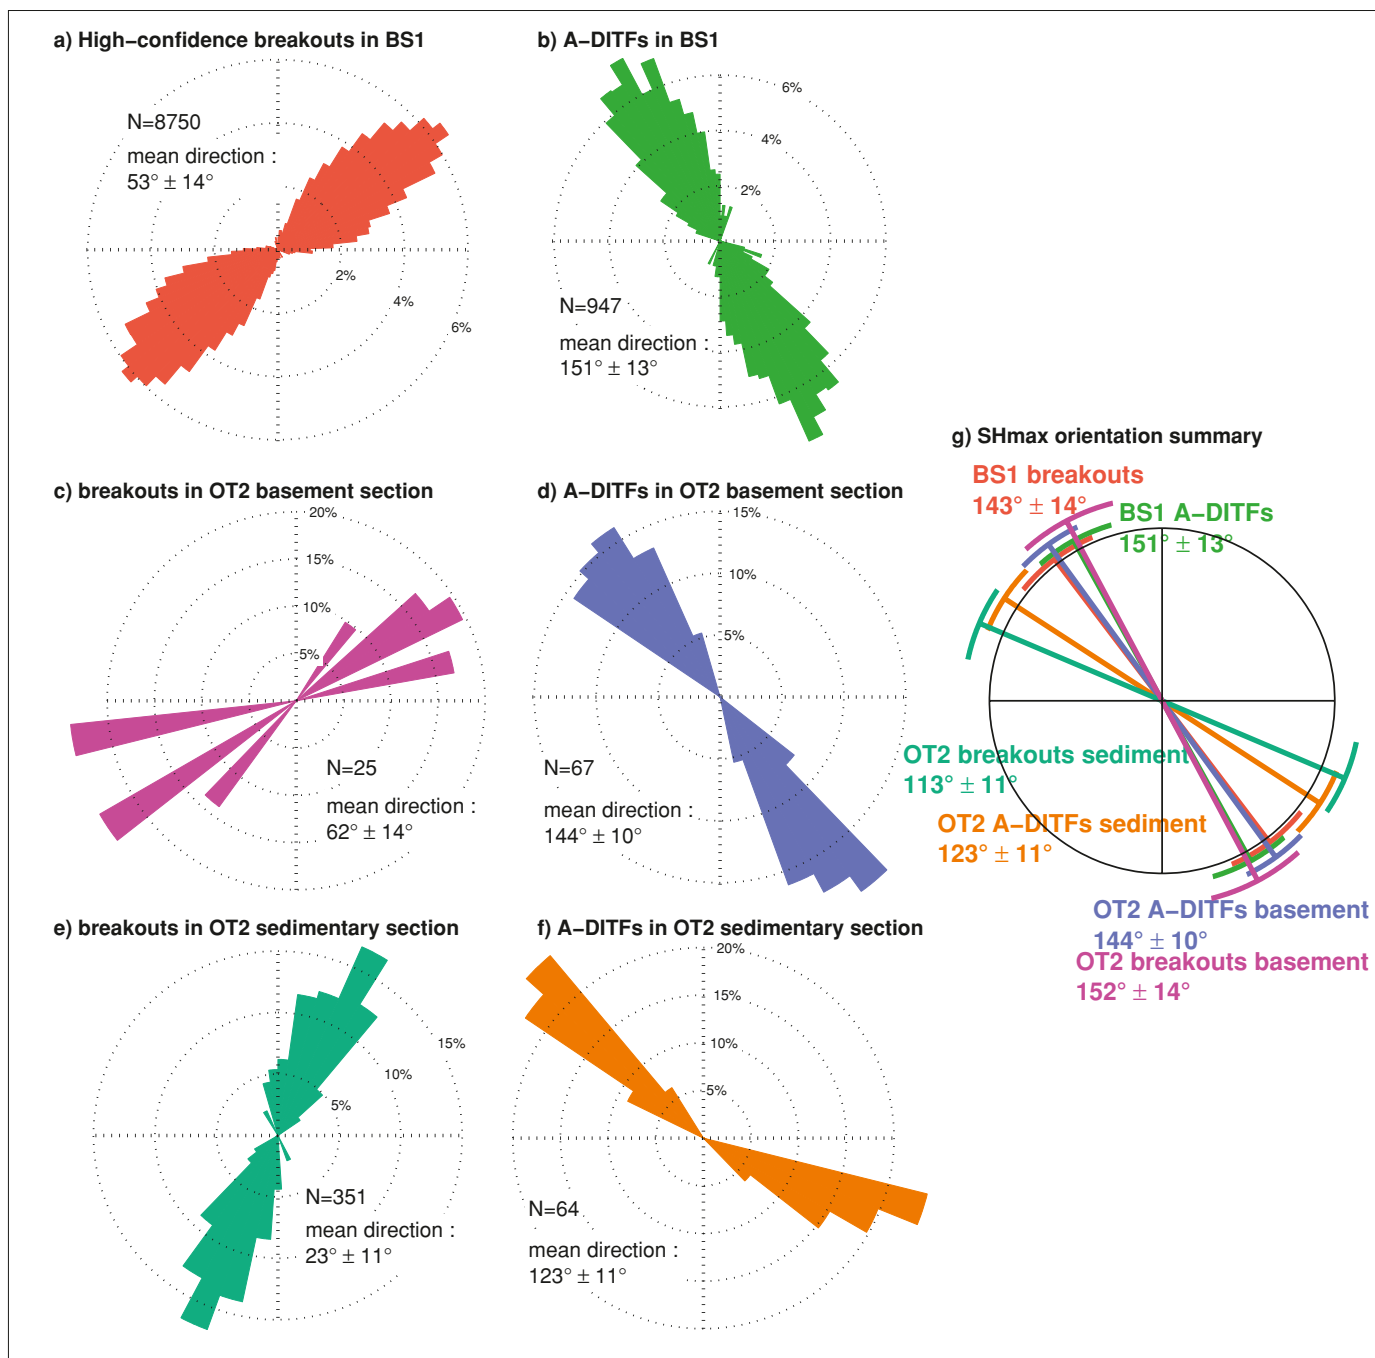 a) High−confidence breakouts in BS1
N=8750
mean direction :
53° ± 14°
2%
4%
6%
b) A−DITFs in BS1
6%
4%
2%
N=947
mean direction :
151° ± 13°
c) breakouts in OT2 basement section
20%
15%
10%
5%
N=25
mean direction :
62° ± 14°
d) A−DITFs in OT2 basement section
15%
10%
5%
N=67
mean direction :
144° ± 10°
e) breakouts in OT2 sedimentary section
15%
10%
5%
N=351
mean direction :
23° ± 11°
f) A−DITFs in OT2 sedimentary section
20%
15%
10%
5%
N=64
mean direction :
123° ± 11°
g) SHmax orientation summary
BS1 breakouts
143° ± 14°
BS1 A−DITFs
151° ± 13°
OT2 breakouts sediment
113° ± 11°
OT2 A−DITFs sediment
123° ± 11°
OT2 A−DITFs basement
144° ± 10°
OT2 breakouts basement
152° ± 14°